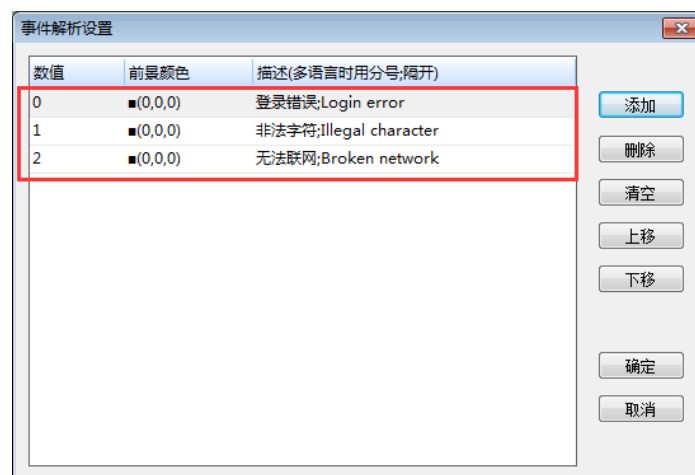 事件解析设置
数值 前景颜色 描述(多语言时用分号;隔开)
0 ■(0,0,0) 登录错误;Login error
1 ■(0,0,0) 非法字符;Illegal character
2 ■(0,0,0) 无法联网;Broken network
添加
删除
清空
上移
下移
确定
取消